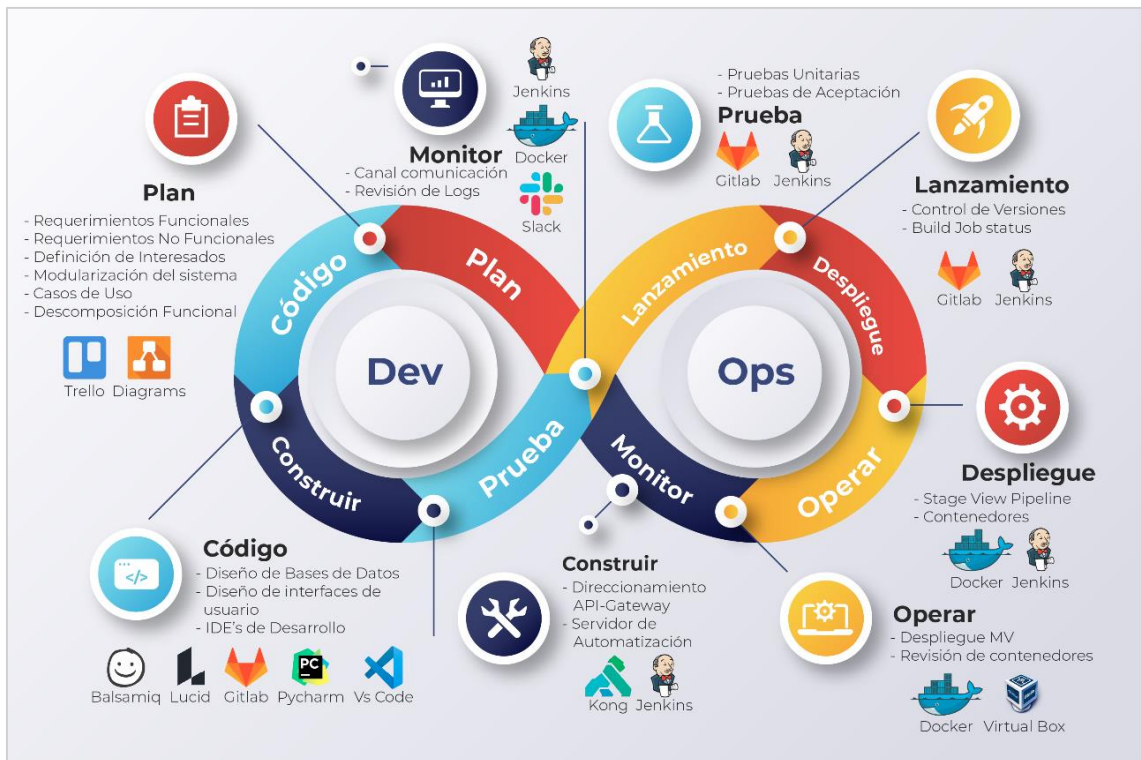 Plan
- Requerimientos Funcionales
- Requerimientos No Funcionales
- Definición de Interesados
- Modularización del sistema
- Casos de Uso
- Descomposición Funcional
Trello
Diagrams
Monitor
- Canal comunicación
- Revisión de Logs
Jenkins
Docker
Slack
- Pruebas Unitarias
- Pruebas de Aceptación
Prueba
Gitlab
Jenkins
Lanzamiento
- Control de Versiones
- Build Job status
Gitlab
Jenkins
Código
Plan
Construir
Prueba
Dev
Lanzamiento
Despliegue
Monitor
Operar
Ops
Despliegue
- Stage View Pipeline
- Contenedores
Docker
Jenkins
Código
- Diseño de Bases de Datos
- Diseño de interfaces de
usuario
- IDE's de Desarrollo
</>
PC
Balsamiq
Lucid
Gitlab
Pycharm
Vs Code
Construir
- Direccionamiento
API-Gateway
- Servidor de
Automatización
Kong
Jenkins
Operar
- Despliegue MV
- Revisión de contenedores
Docker
Virtual Box